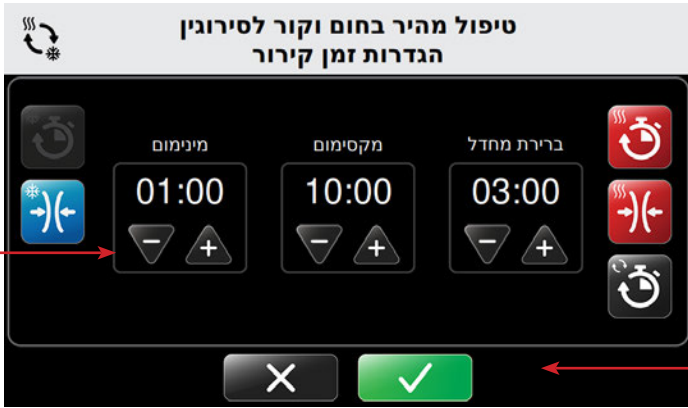 טיפול מהיר בחום וקור לסירוגין
הגדרות זמן קירור
ברירת מחדל
מקסימום
מינימום
03:00
10:00
01:00